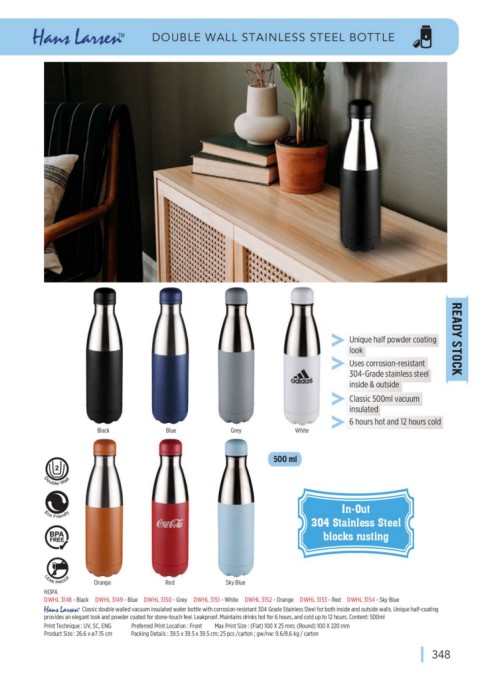 Hans Larsen™ DOUBLE WALL STAINLESS STEEL BOTTLE
READY STOCK
Unique half powder coating
look
Uses corrosion-resistant
304-Grade stainless steel
inside & outside
Classic 500ml vacuum
insulated
6 hours hot and 12 hours cold
adidas
Black Blue Grey White
500 ml
2
Double Wall
Eco Friendly
BPA
FREE
LEAK PROOF
Coca-Cola
In-Out
304 Stainless Steel
blocks rusting
Orange Red Sky Blue
HOPA
DWHL 3148 - Black DWHL 3149 - Blue DWHL 3150 - Grey DWHL 3151 - White DWHL 3152 - Orange DWHL 3153 - Red DWHL 3154 - Sky Blue
Hans Larsen® Classic double walled vacuum insulated water bottle with corrosion-resistant 304 Grade Stainless Steel for both inside and outside walls. Unique half-coating
provides an elegant look and powder coated for stone-touch feel. Leakproof. Maintains drinks hot for 6 hours, and cold up to 12 hours. Content: 500ml
Print Technique : UV, SC, ENG Preferred Print Location : Front Max Print Size : (Flat) 100 X 25 mm; (Round) 100 X 220 mm
Product Size : 26.6 x ø7.15 cm Packing Details : 39.5 x 39.5 x 39.5 cm; 25 pcs /carton ; gw/nw: 9.6/8.6 kg / carton
348